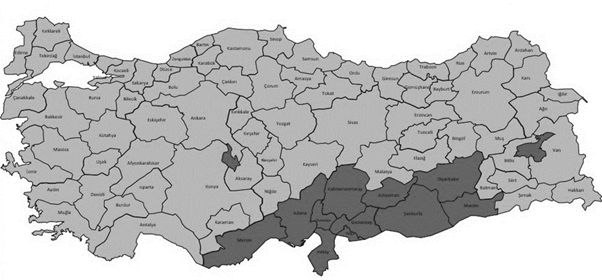 Kırklareli
Edirne
Tekirdağ
İstanbul
Kocaeli
Sakarya
Düzce
Bolu
Zonguldak
Bartın
Karabük
Kastamonu
Sinop
Çankırı
Samsun
Çorum
Amasya
Ordu
Tokat
Giresun
Trabzon
Gümüşhane
Bayburt
Rize
Artvin
Ardahan
Kars
Iğdır
Ağrı
Erzurum
Erzincan
Tunceli
Bingöl
Muş
Van
Bitlis
Siirt
Batman
Hakkari
Şırnak
Mardin
Diyarbakır
Elazığ
Malatya
Adıyaman
Şanlıurfa
Gaziantep
Kahramanmaraş
Adana
Mersin
Hatay
Sivas
Kayseri
Yozgat
Kırşehir
Kırıkkale
Nevşehir
Niğde
Aksaray
Ankara
Konya
Karaman
Antalya
Isparta
Burdur
Afyonkarahisar
Eskişehir
Bilecik
Bursa
Kütahya
Uşak
Denizli
Muğla
Aydın
İzmir
Manisa
Balıkesir
Çanakkale